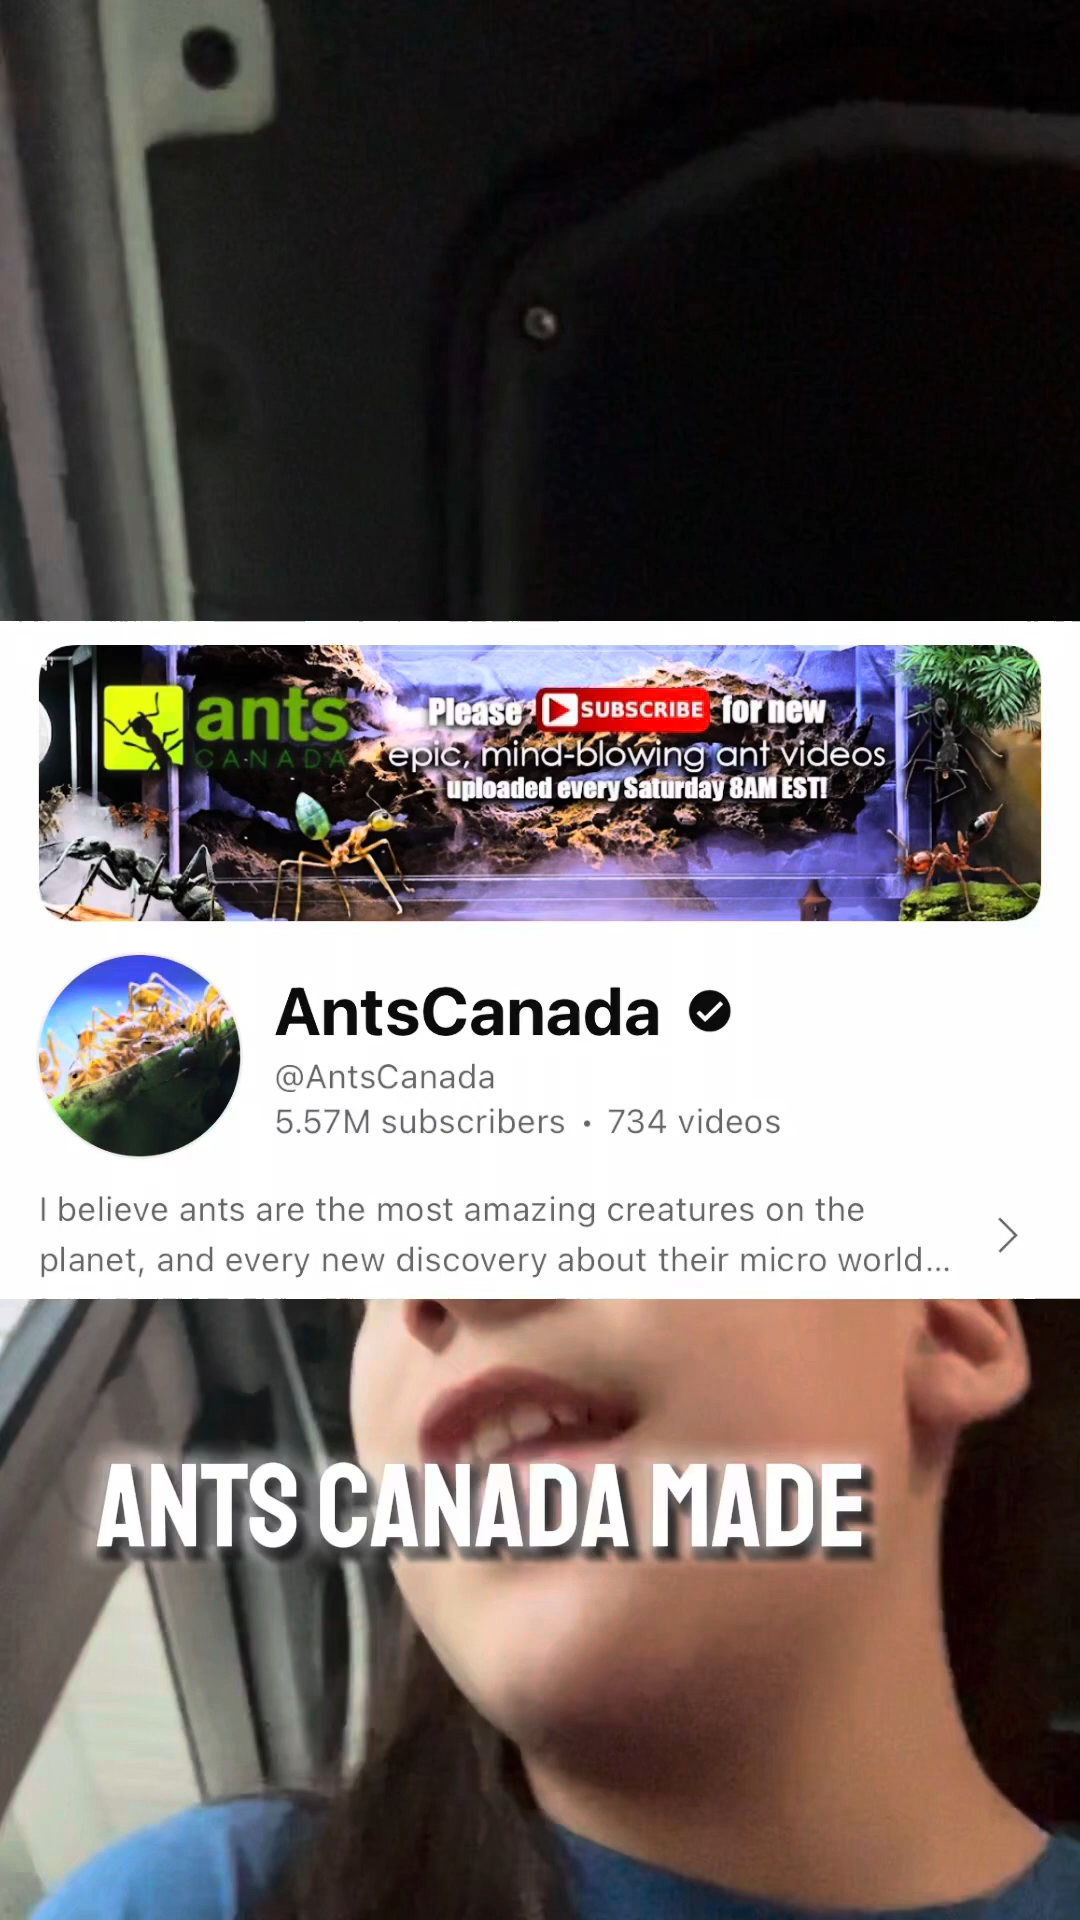 ants
CANADA
Please SUBSCRIBE for new
epic, mind-blowing ant videos
uploaded every Saturday 8AM EST!
AntsCanada
@AntsCanada
5.57M subscribers • 734 videos
I believe ants are the most amazing creatures on the
planet, and every new discovery about their micro world...
ANTS CANADA MADE